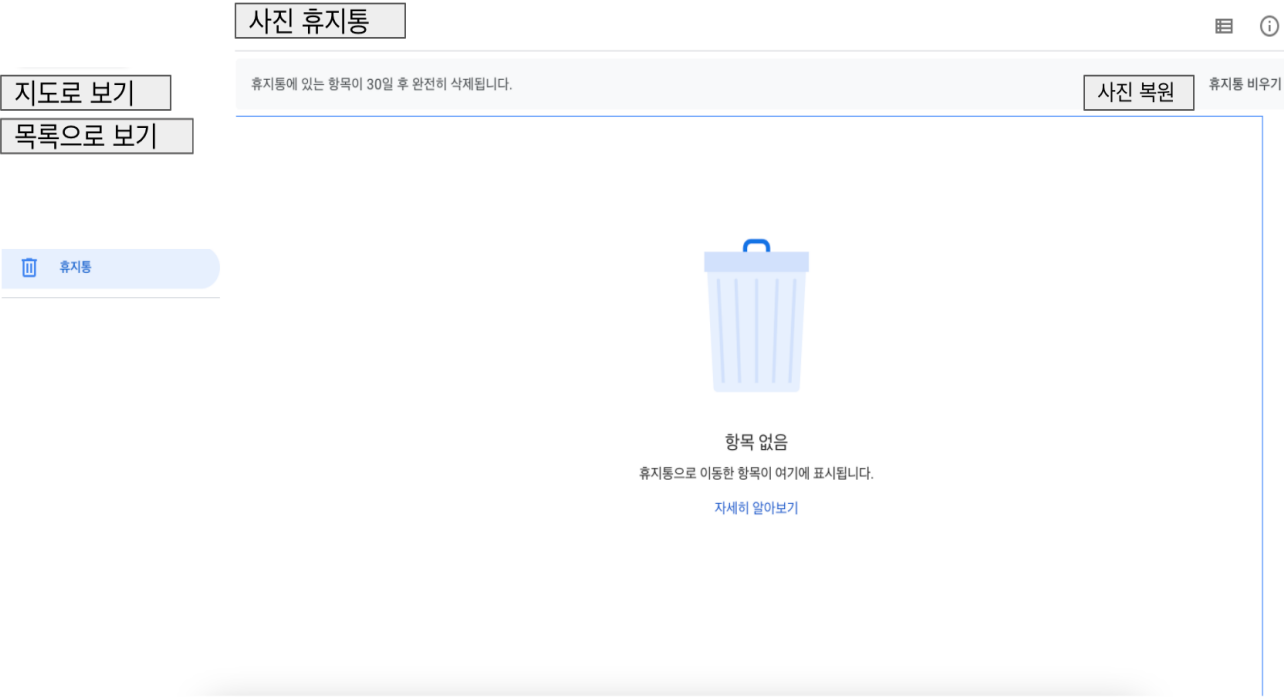 사진 휴지통
지도로 보기
목록으로 보기
휴지통에 있는 항목이 30일 후 완전히 삭제됩니다.
사진 복원
휴지통 비우기
휴지통
항목 없음
휴지통으로 이동한 항목이 여기에 표시됩니다.
자세히 알아보기